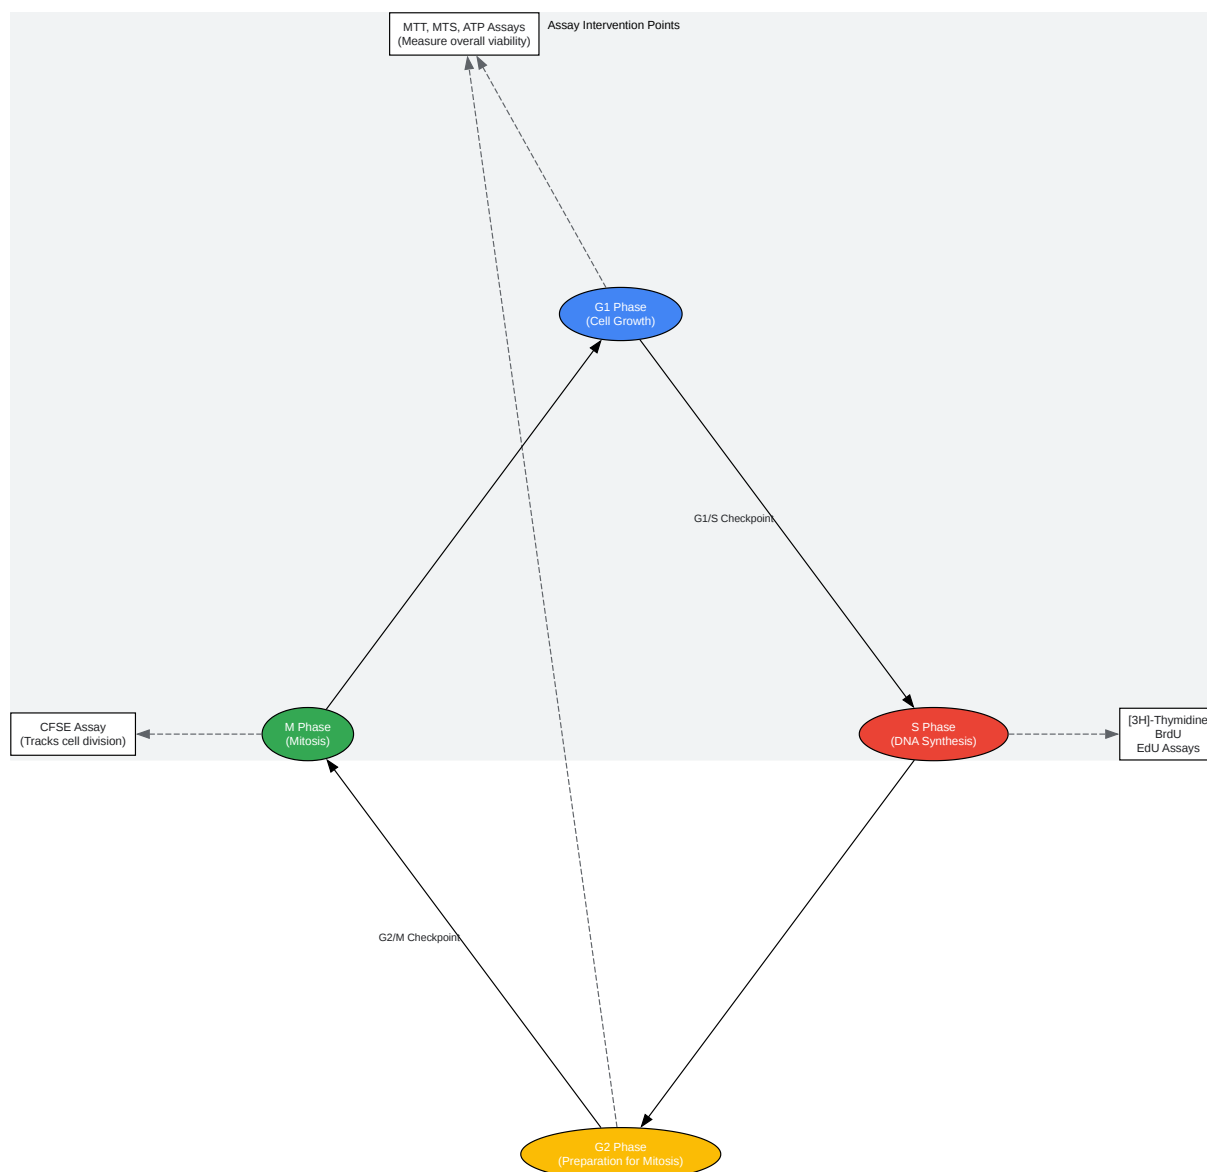 MTT, MTS, ATP Assays
(Measure overall viability)
Assay Intervention Points
G1 Phase
(Cell Growth)
G1/S Checkpoint
CFSE Assay
(Tracks cell division)
M Phase
(Mitosis)
S Phase
(DNA Synthesis)
[3H]-Thymidine
BrdU
EdU Assays
G2/M Checkpoint
G2 Phase
(Preparation for Mitosis)